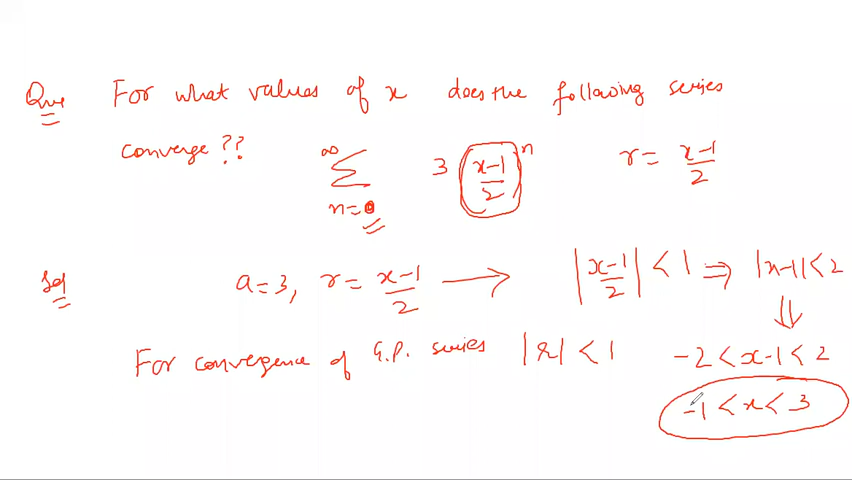 Que For what values of x does the following series
converge ??
∞
∑ 3 (x-1/2)^n r = x-1/2
n=0
Sol a=3, r = x-1/2 ⟶ |x-1/2| < 1 ⇒ |x-1| < 2
⇓
For convergence of G.P. series |r| < 1 -2 < x-1 < 2
-1 < x < 3